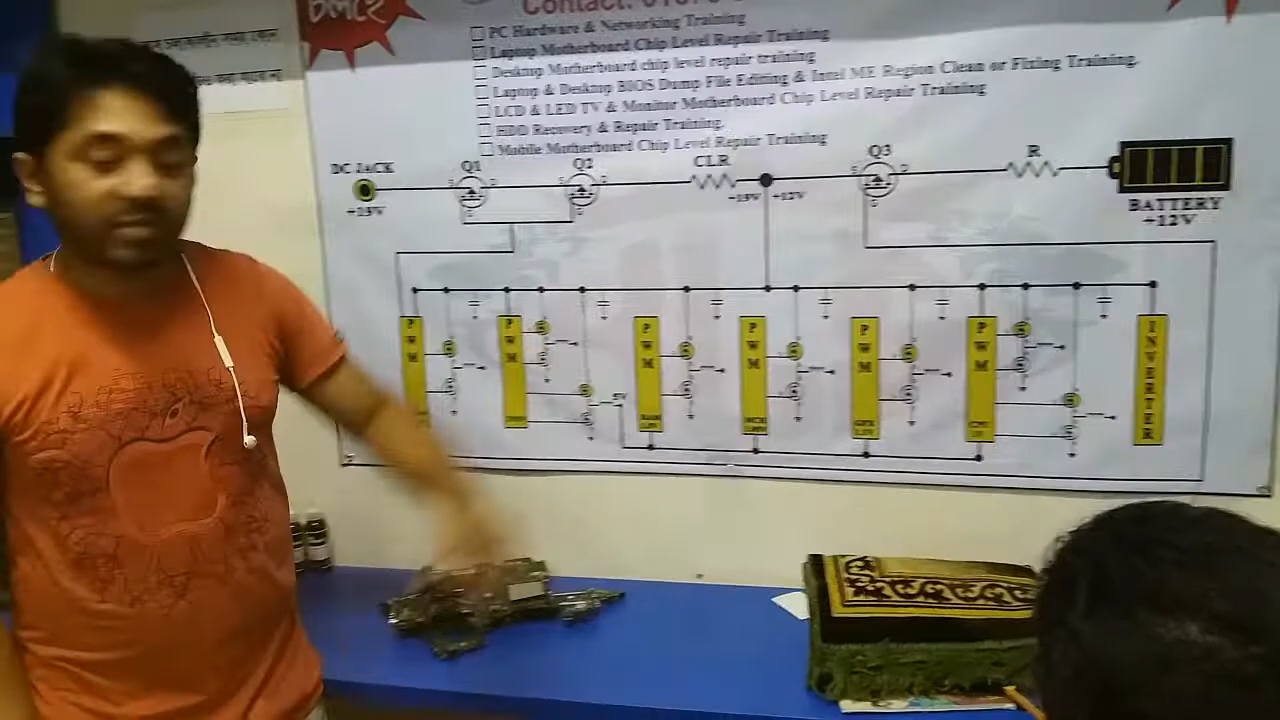 চলছে
Contact:
PC Hardware & Networking Training
Laptop Motherboard Chip Level Repair Training
Desktop Motherboard chip level repair training
Laptop & Desktop BIOS Dump File Editing & Intel ME Region Clean or Fixing Training.
LCD & LED TV & Monitor Motherboard Chip Level Repair Training
HDD Recovery & Repair Training.
Mobile Motherboard Chip Level Repair Training
DC JACK
+19V
Q1
Q2
CLR
+19V
+12V
Q3
R
BATTERY
+12V
PWM
PWM
PWM
PWM
PWM
PWM
INVERTER
5V